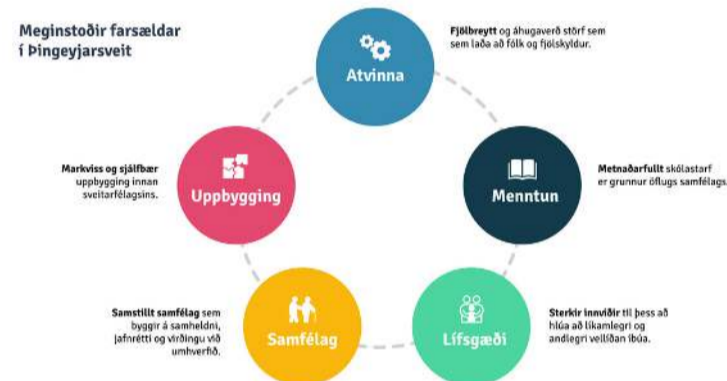 Meginstoðir farsældar
í Þingeyjarsveit
Atvinna
Fjölbreytt og áhugaverð störf sem
sem laða að fólk og fjölskyldur.
Menntun
Metnaðarfullt skólastarf
er grunnur öflugs samfélags.
Lífsgæði
Sterkir innviðir til þess að
hlúa að líkamlegri og
andlegri vellíðan íbúa.
Samfélag
Samstillt samfélag sem
byggir á samheldni,
jafnrétti og virðingu við
umhverfið.
Uppbygging
Markviss og sjálfbær
uppbygging innan
sveitarfélagsins.